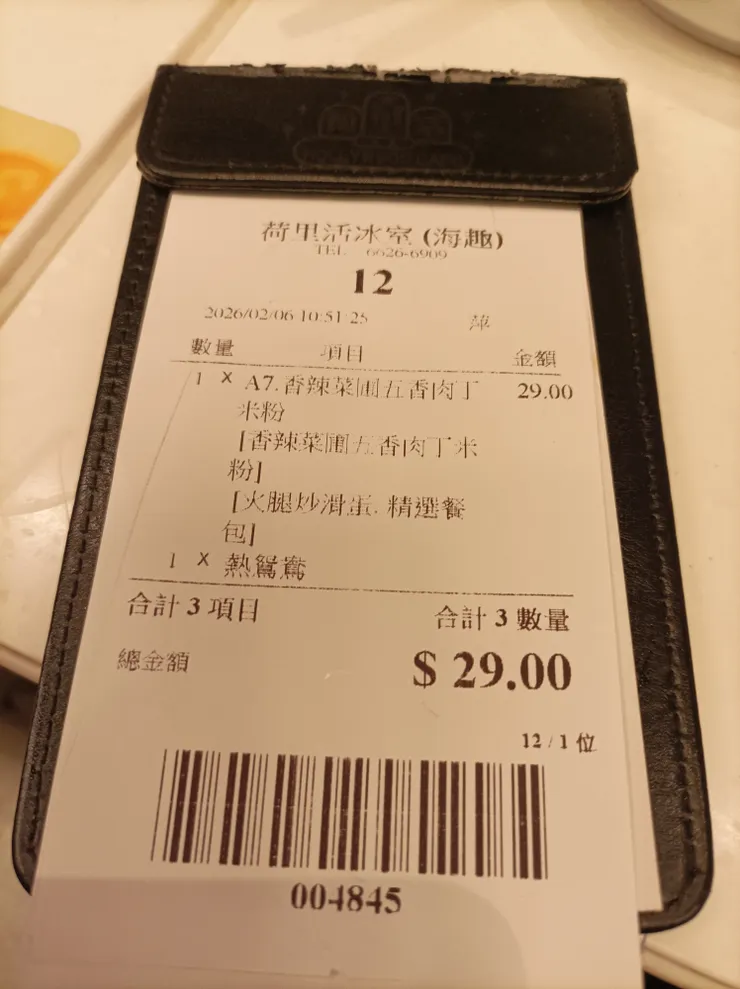 荷里活冰室 (海趣)
TEL 6626-6909
12
2026/02/06 10:51:25 萍
數量 項目 金額
1 X A7.香辣菜圃五香肉丁 29.00
米粉
[香辣菜圃五香肉丁米
粉]
[火腿炒滑蛋. 精選餐
包]
1 X 熱鴛鴦
合計 3 項目 合計 3 數量
總金額 $ 29.00
12 / 1 位
004845